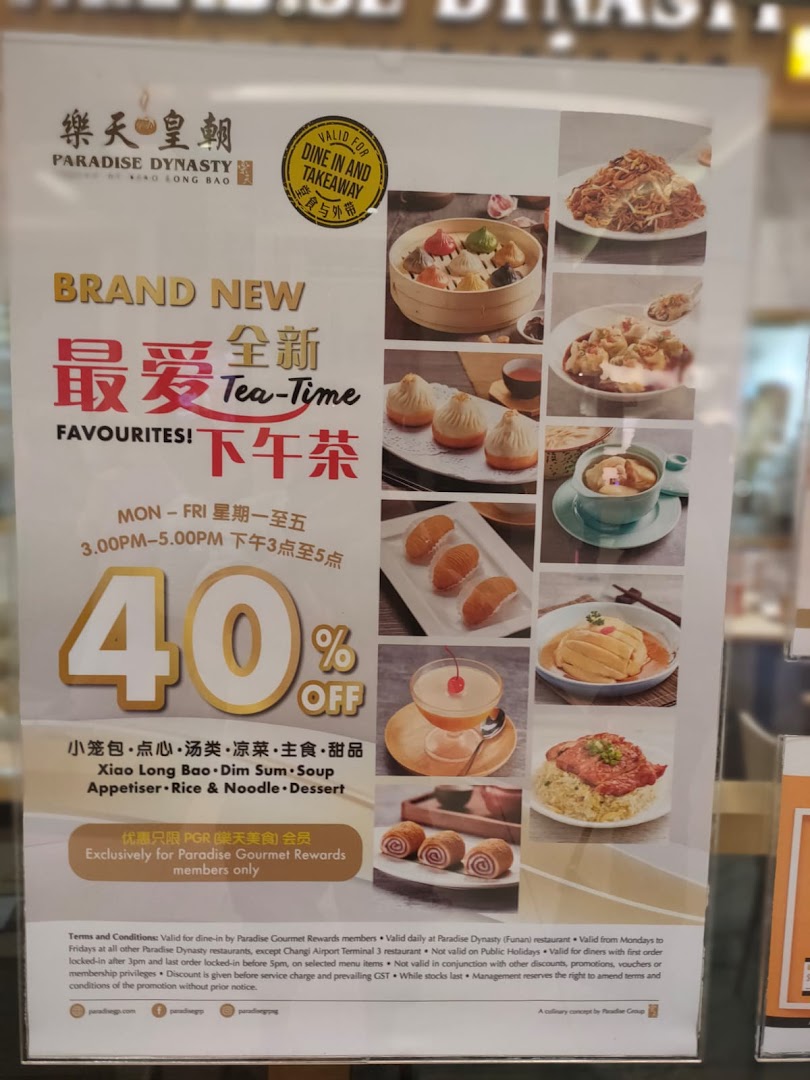 PARADISE DYNASTY
樂天皇朝
PARADISE DYNASTY
LONG BAO
VALID FOR
DINE IN AND
TAKEAWAY
堂食与外带
BRAND NEW
全新
最爱
Tea-Time
FAVOURITES!
下午茶
MON – FRI 星期一至五
3.00PM–5.00PM 下午3点至5点
40% OFF
小笼包·点心·汤类·凉菜·主食·甜品
Xiao Long Bao·Dim Sum·Soup
Appetiser·Rice & Noodle·Dessert
优惠只限 PGR (樂天美食) 会员
Exclusively for Paradise Gourmet Rewards
members only
Terms and Conditions: Valid for dine-in by Paradise Gourmet Rewards members • Valid daily at Paradise Dynasty (Funan) restaurant • Valid from Mondays to
Fridays at all other Paradise Dynasty restaurants, except Changi Airport Terminal 3 restaurant • Not valid on Public Holidays • Valid for diners with first order
locked-in after 3pm and last order locked-in before 5pm, on selected menu items • Not valid in conjunction with other discounts, promotions, vouchers or
membership privileges • Discount is given before service charge and prevailing GST • While stocks last • Management reserves the right to amend terms and
conditions of the promotion without prior notice.
paradisegp.com
paradisegrp
paradisegrpsg
A culinary concept by Paradise Group